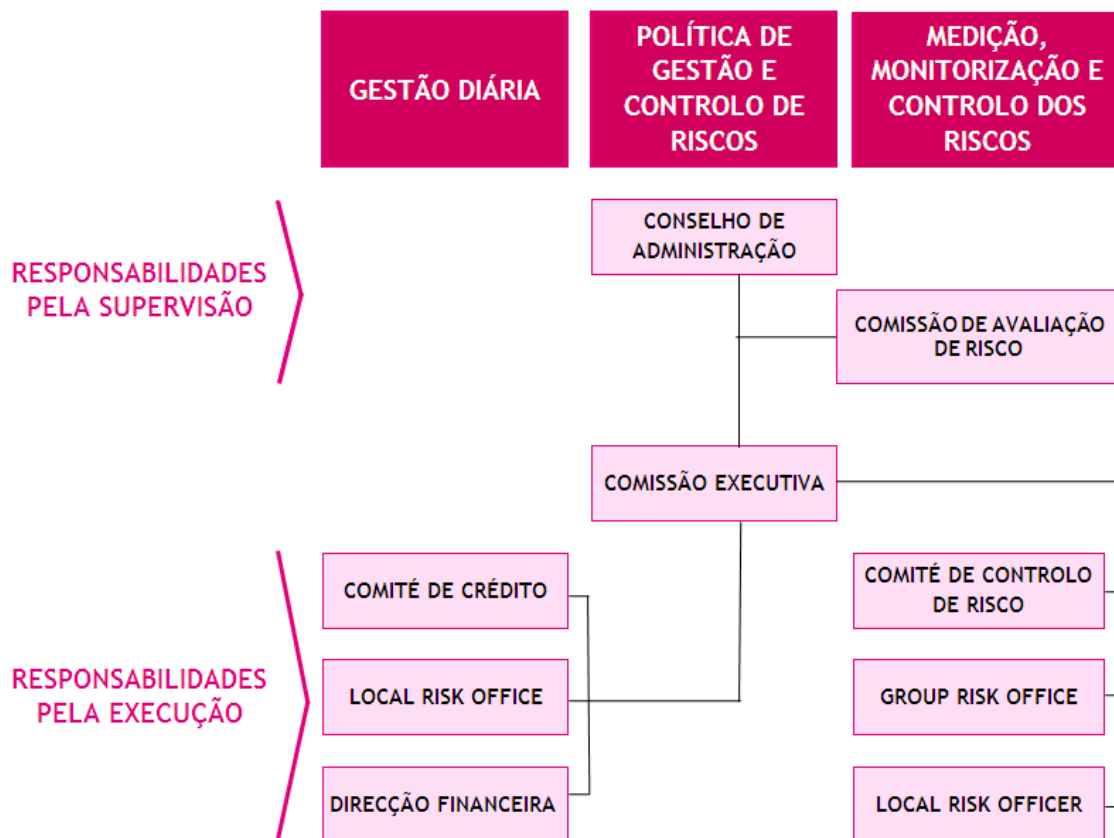 GESTÃO DIÁRIA
POLÍTICA DE
GESTÃO E
CONTROLO DE
RISCOS
MEDIÇÃO,
MONITORIZAÇÃO E
CONTROLO DOS
RISCOS
RESPONSABILIDADES
PELA SUPERVISÃO
CONSELHO DE
ADMINISTRAÇÃO
COMISSÃO DE AVALIAÇÃO
DE RISCO
COMISSÃO EXECUTIVA
RESPONSABILIDADES
PELA EXECUÇÃO
COMITÉ DE CRÉDITO
COMITÉ DE CONTROLO
DE RISCO
LOCAL RISK OFFICE
GROUP RISK OFFICE
DIRECÇÃO FINANCEIRA
LOCAL RISK OFFICER